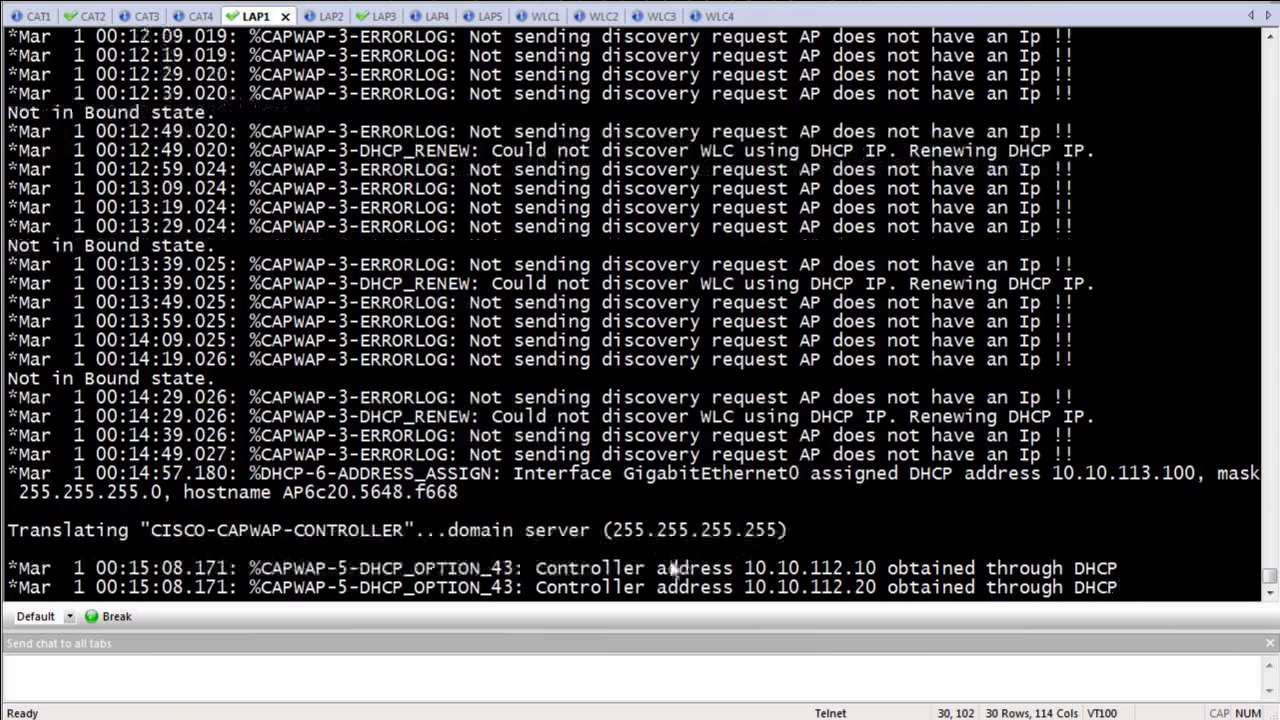 CAT1 CAT2 CAT3 CAT4 LAP1 LAP2 LAP3 LAP4 LAP5 WLC1 WLC2 WLC3 WLC4
*Mar  1 00:12:09.019: %CAPWAP-3-ERRORLOG: Not sending discovery request AP does not have an Ip !!
*Mar  1 00:12:19.019: %CAPWAP-3-ERRORLOG: Not sending discovery request AP does not have an Ip !!
*Mar  1 00:12:29.020: %CAPWAP-3-ERRORLOG: Not sending discovery request AP does not have an Ip !!
*Mar  1 00:12:39.020: %CAPWAP-3-ERRORLOG: Not sending discovery request AP does not have an Ip !!
Not in Bound state.
*Mar  1 00:12:49.020: %CAPWAP-3-ERRORLOG: Not sending discovery request AP does not have an Ip !!
*Mar  1 00:12:49.020: %CAPWAP-3-DHCP_RENEW: Could not discover WLC using DHCP IP. Renewing DHCP IP.
*Mar  1 00:12:59.024: %CAPWAP-3-ERRORLOG: Not sending discovery request AP does not have an Ip !!
*Mar  1 00:13:09.024: %CAPWAP-3-ERRORLOG: Not sending discovery request AP does not have an Ip !!
*Mar  1 00:13:19.024: %CAPWAP-3-ERRORLOG: Not sending discovery request AP does not have an Ip !!
*Mar  1 00:13:29.024: %CAPWAP-3-ERRORLOG: Not sending discovery request AP does not have an Ip !!
Not in Bound state.
*Mar  1 00:13:39.025: %CAPWAP-3-ERRORLOG: Not sending discovery request AP does not have an Ip !!
*Mar  1 00:13:39.025: %CAPWAP-3-DHCP_RENEW: Could not discover WLC using DHCP IP. Renewing DHCP IP.
*Mar  1 00:13:49.025: %CAPWAP-3-ERRORLOG: Not sending discovery request AP does not have an Ip !!
*Mar  1 00:13:59.025: %CAPWAP-3-ERRORLOG: Not sending discovery request AP does not have an Ip !!
*Mar  1 00:14:09.025: %CAPWAP-3-ERRORLOG: Not sending discovery request AP does not have an Ip !!
*Mar  1 00:14:19.026: %CAPWAP-3-ERRORLOG: Not sending discovery request AP does not have an Ip !!
Not in Bound state.
*Mar  1 00:14:29.026: %CAPWAP-3-ERRORLOG: Not sending discovery request AP does not have an Ip !!
*Mar  1 00:14:29.026: %CAPWAP-3-DHCP_RENEW: Could not discover WLC using DHCP IP. Renewing DHCP IP.
*Mar  1 00:14:39.026: %CAPWAP-3-ERRORLOG: Not sending discovery request AP does not have an Ip !!
*Mar  1 00:14:49.027: %CAPWAP-3-ERRORLOG: Not sending discovery request AP does not have an Ip !!
*Mar  1 00:14:57.180: %DHCP-6-ADDRESS_ASSIGN: Interface GigabitEthernet0 assigned DHCP address 10.10.113.100, mask
255.255.255.0, hostname AP6c20.5648.f668
Translating "CISCO-CAPWAP-CONTROLLER"...domain server (255.255.255.255)
*Mar  1 00:15:08.171: %CAPWAP-5-DHCP_OPTION_43: Controller address 10.10.112.10 obtained through DHCP
*Mar  1 00:15:08.171: %CAPWAP-5-DHCP_OPTION_43: Controller address 10.10.112.20 obtained through DHCP
Default Break
Send chat to all tabs
Ready Telnet 30, 102 30 Rows, 114 Cols VT100 CAP NUM